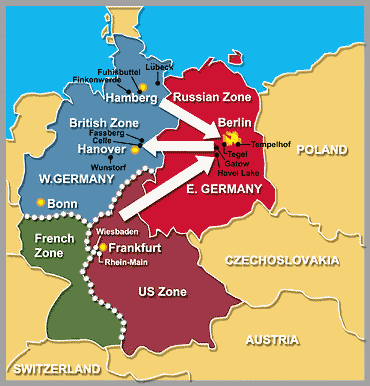 Lübeck
Fuhlsbuttel
Finkenwerde
Hamberg
Russian Zone
British Zone
Berlin
Fassberg
Celle
Hanover
Tempelhof
Tegel
Gatow
Havel Lake
POLAND
Wunstorf
W.GERMANY
E. GERMANY
Bonn
Wiesbaden
French
Zone
Frankfurt
Rhein-Main
CZECHOSLOVAKIA
US Zone
AUSTRIA
SWITZERLAND